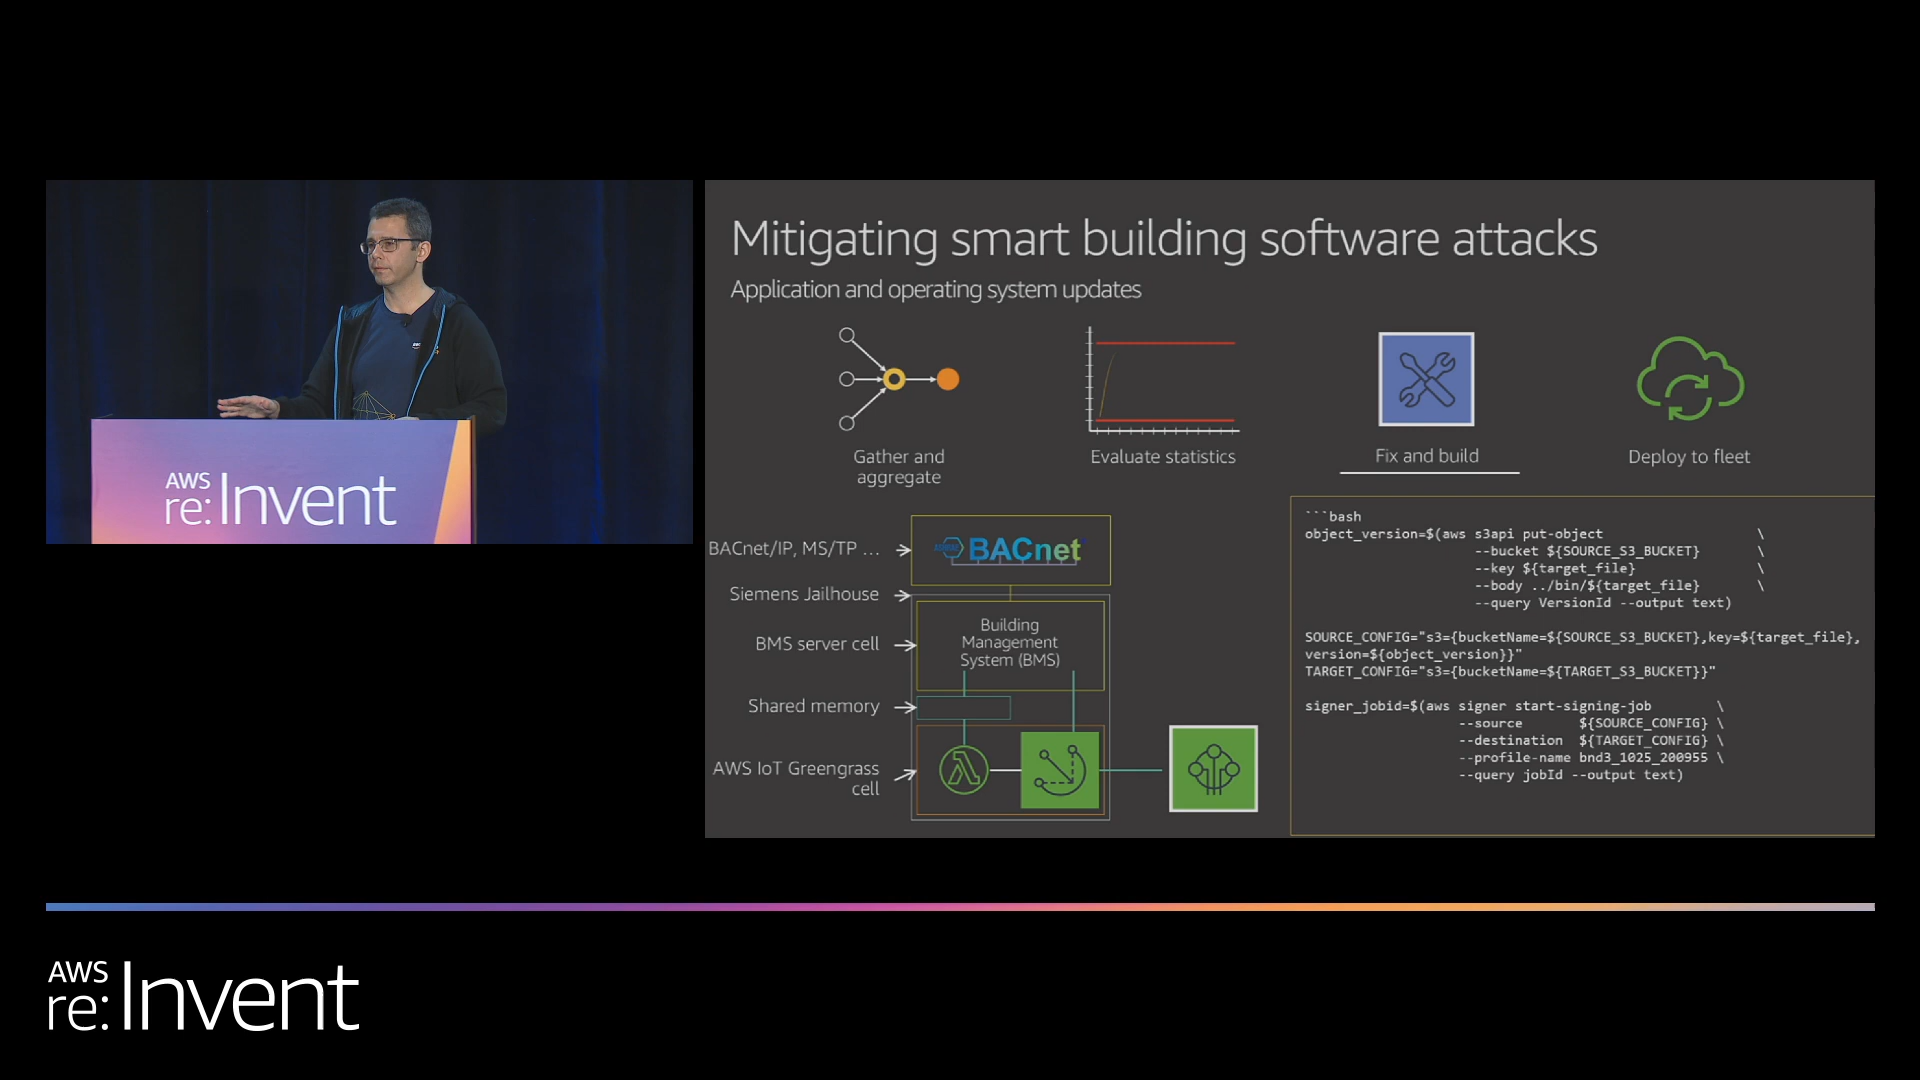 Mitigating smart building software attacks
Application and operating system updates
Gather and
aggregate
Evaluate statistics
Fix and build
Deploy to fleet
BACnet/IP, MS/TP ...
BACnet
Siemens Jailhouse
BMS server cell
Building
Management
System (BMS)
Shared memory
AWS IoT Greengrass
cell
```bash
object_version=$(aws s3api put-object \
--bucket ${SOURCE_S3_BUCKET} \
--key ${target_file} \
--body ../bin/${target_file} \
--query VersionId --output text)
SOURCE_CONFIG="s3={bucketName=${SOURCE_S3_BUCKET},key=${target_file},
version=${object_version}}"
TARGET_CONFIG="s3={bucketName=${TARGET_S3_BUCKET}}"
signer_jobid=$(aws signer start-signing-job \
--source ${SOURCE_CONFIG} \
--destination ${TARGET_CONFIG} \
--profile-name bnd3_1025_200955 \
--query jobId --output text)
AWS
re:Invent
AWS
re:Invent